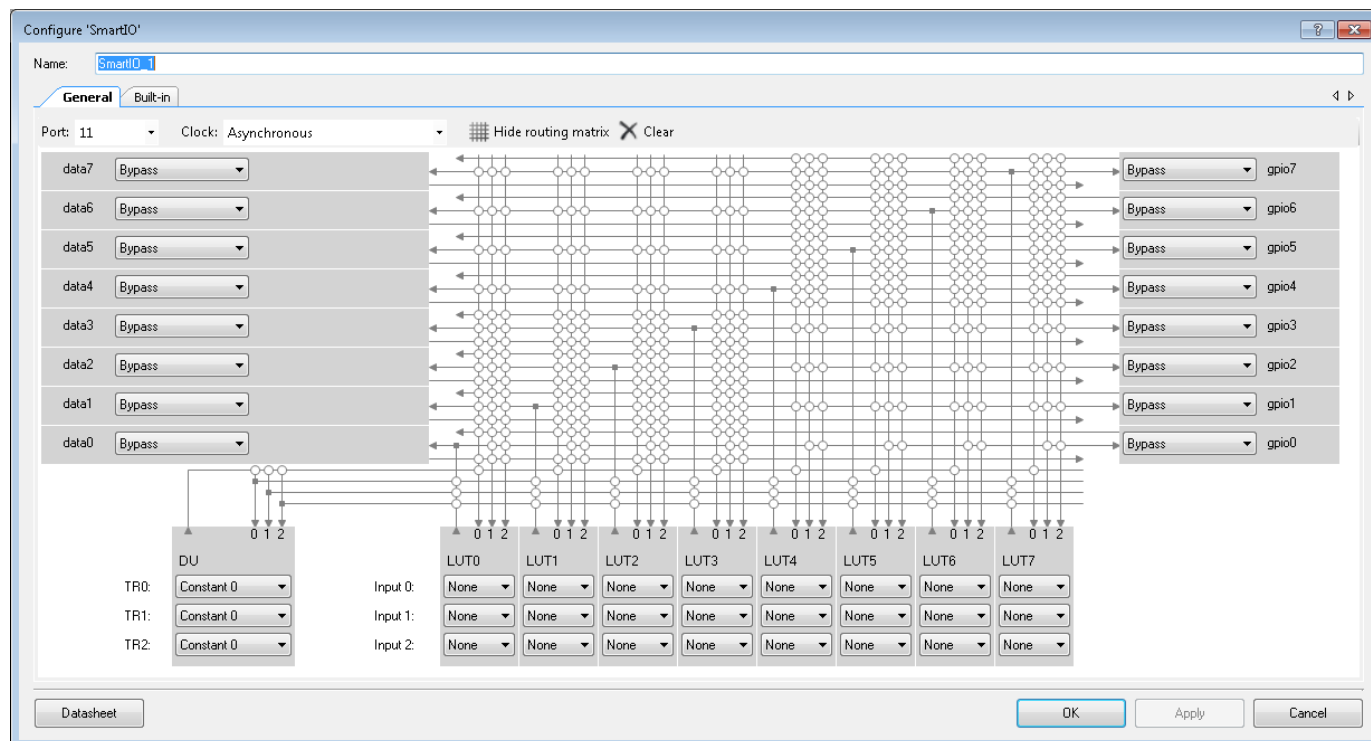 Configure 'SmartIO'
Name: SmartIO_1
General Built-in
Port: 11 Clock: Asynchronous Hide routing matrix Clear
data7 Bypass Bypass gpio7
data6 Bypass Bypass gpio6
data5 Bypass Bypass gpio5
data4 Bypass Bypass gpio4
data3 Bypass Bypass gpio3
data2 Bypass Bypass gpio2
data1 Bypass Bypass gpio1
data0 Bypass Bypass gpio0
0 1 2 0 1 2 0 1 2 0 1 2 0 1 2 0 1 2 0 1 2 0 1 2 0 1 2
DU LUT0 LUT1 LUT2 LUT3 LUT4 LUT5 LUT6 LUT7
TR0: Constant 0 Input 0: None None None None None None None None
TR1: Constant 0 Input 1: None None None None None None None None
TR2: Constant 0 Input 2: None None None None None None None None
Datasheet OK Apply Cancel